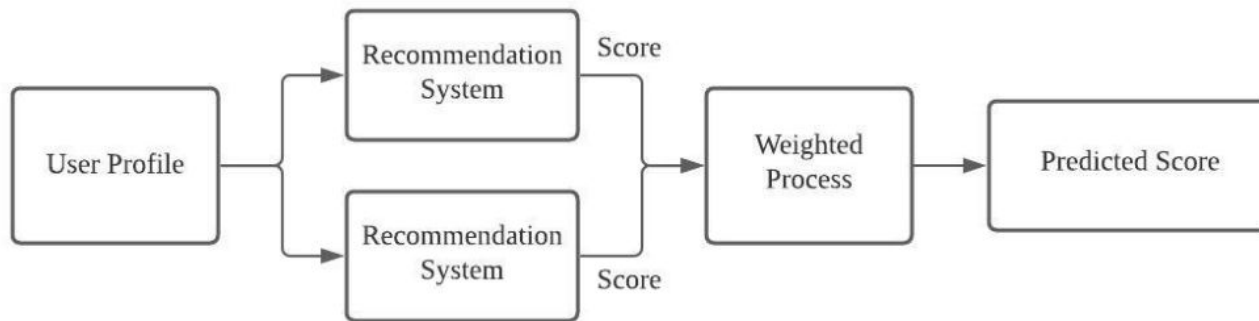 User Profile
Recommendation
System
Score
Recommendation
System
Score
Weighted
Process
Predicted Score